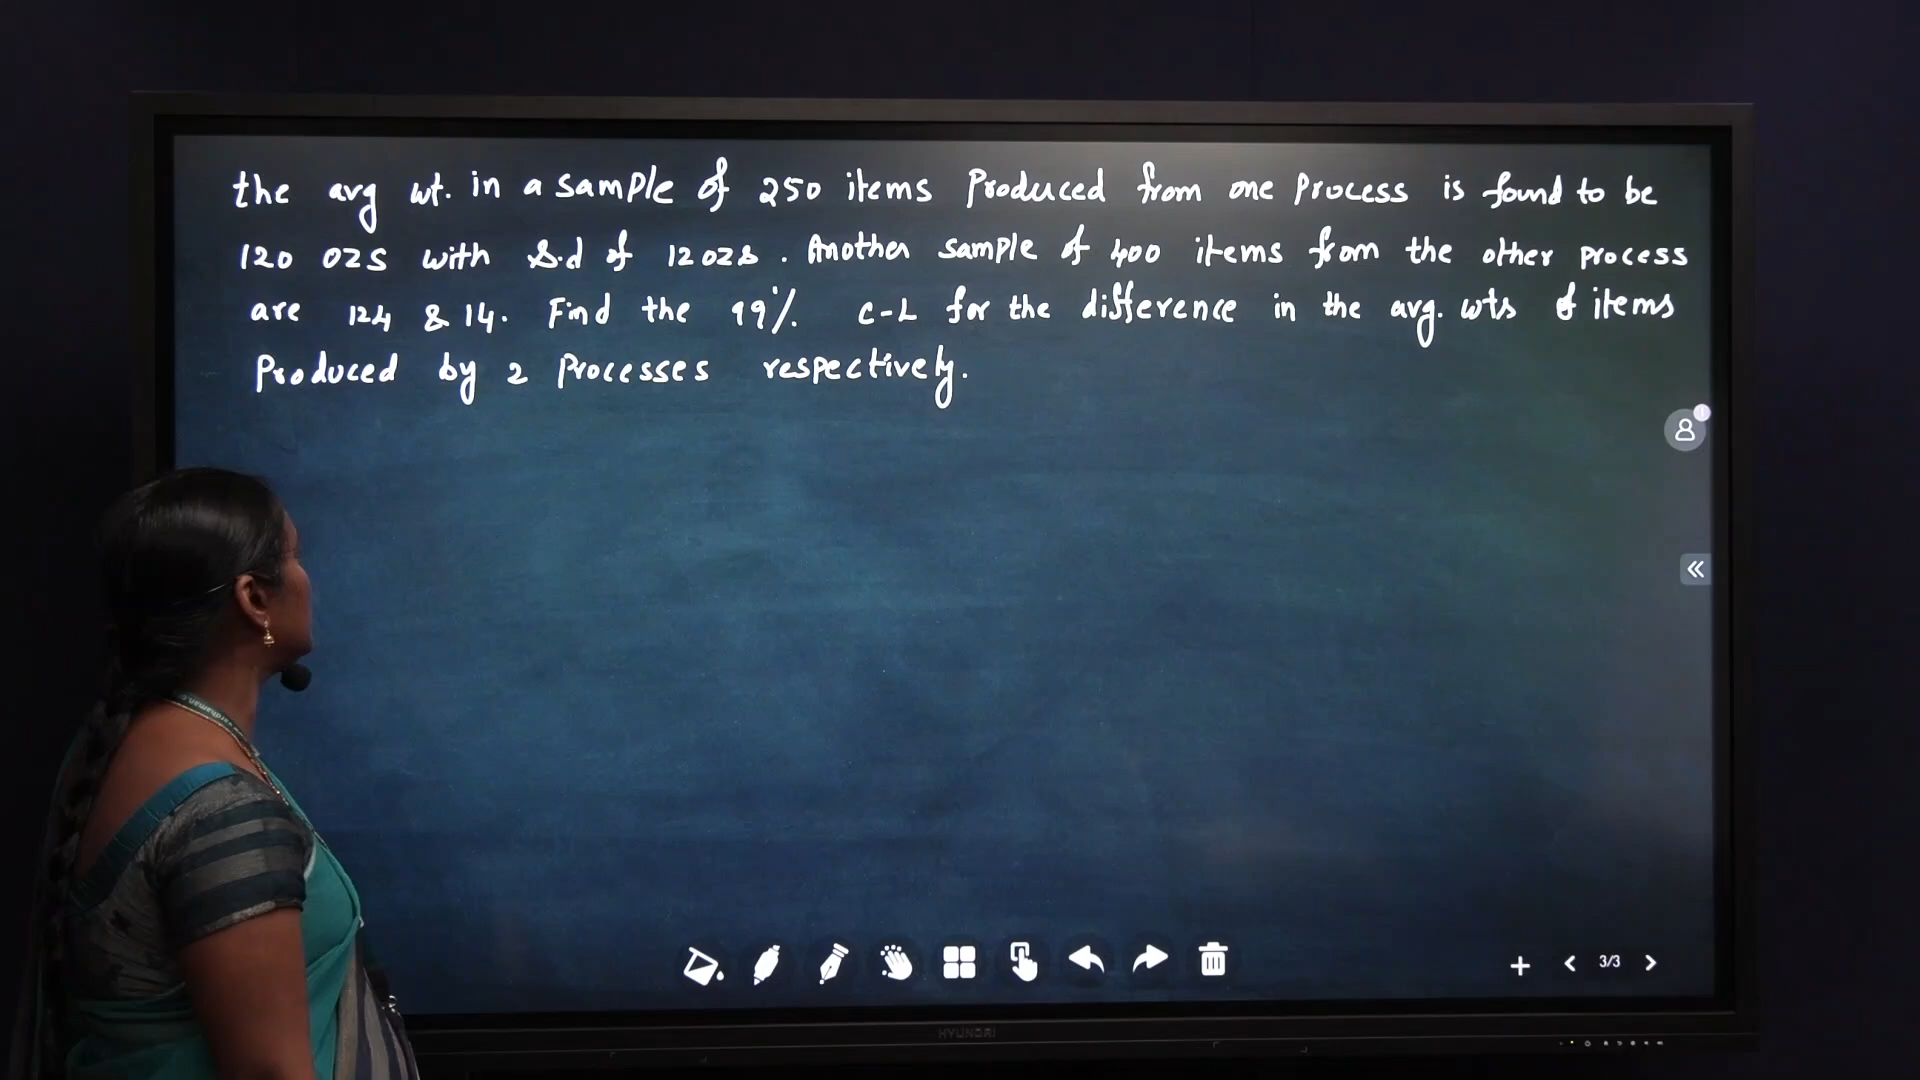 the avg wt. in a sample of 250 items Produced from one Process is found to be
120 ozs with s.d of 12 ozs. Another sample of 400 items from the other process
are 124 & 14. Find the 99% C-L for the difference in the avg. wts of items
Produced by 2 Processes respectively.
3/3
HYUNDAI